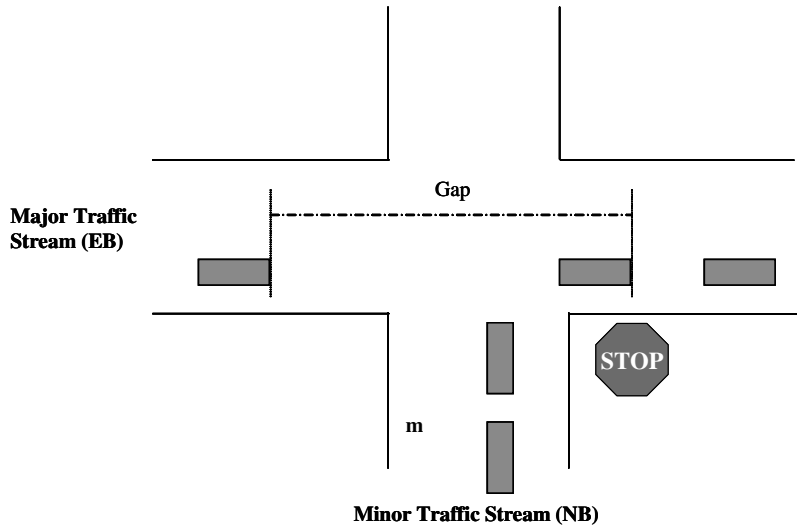 Gap
Major Traffic
Stream (EB)
STOP
m
Minor Traffic Stream (NB)